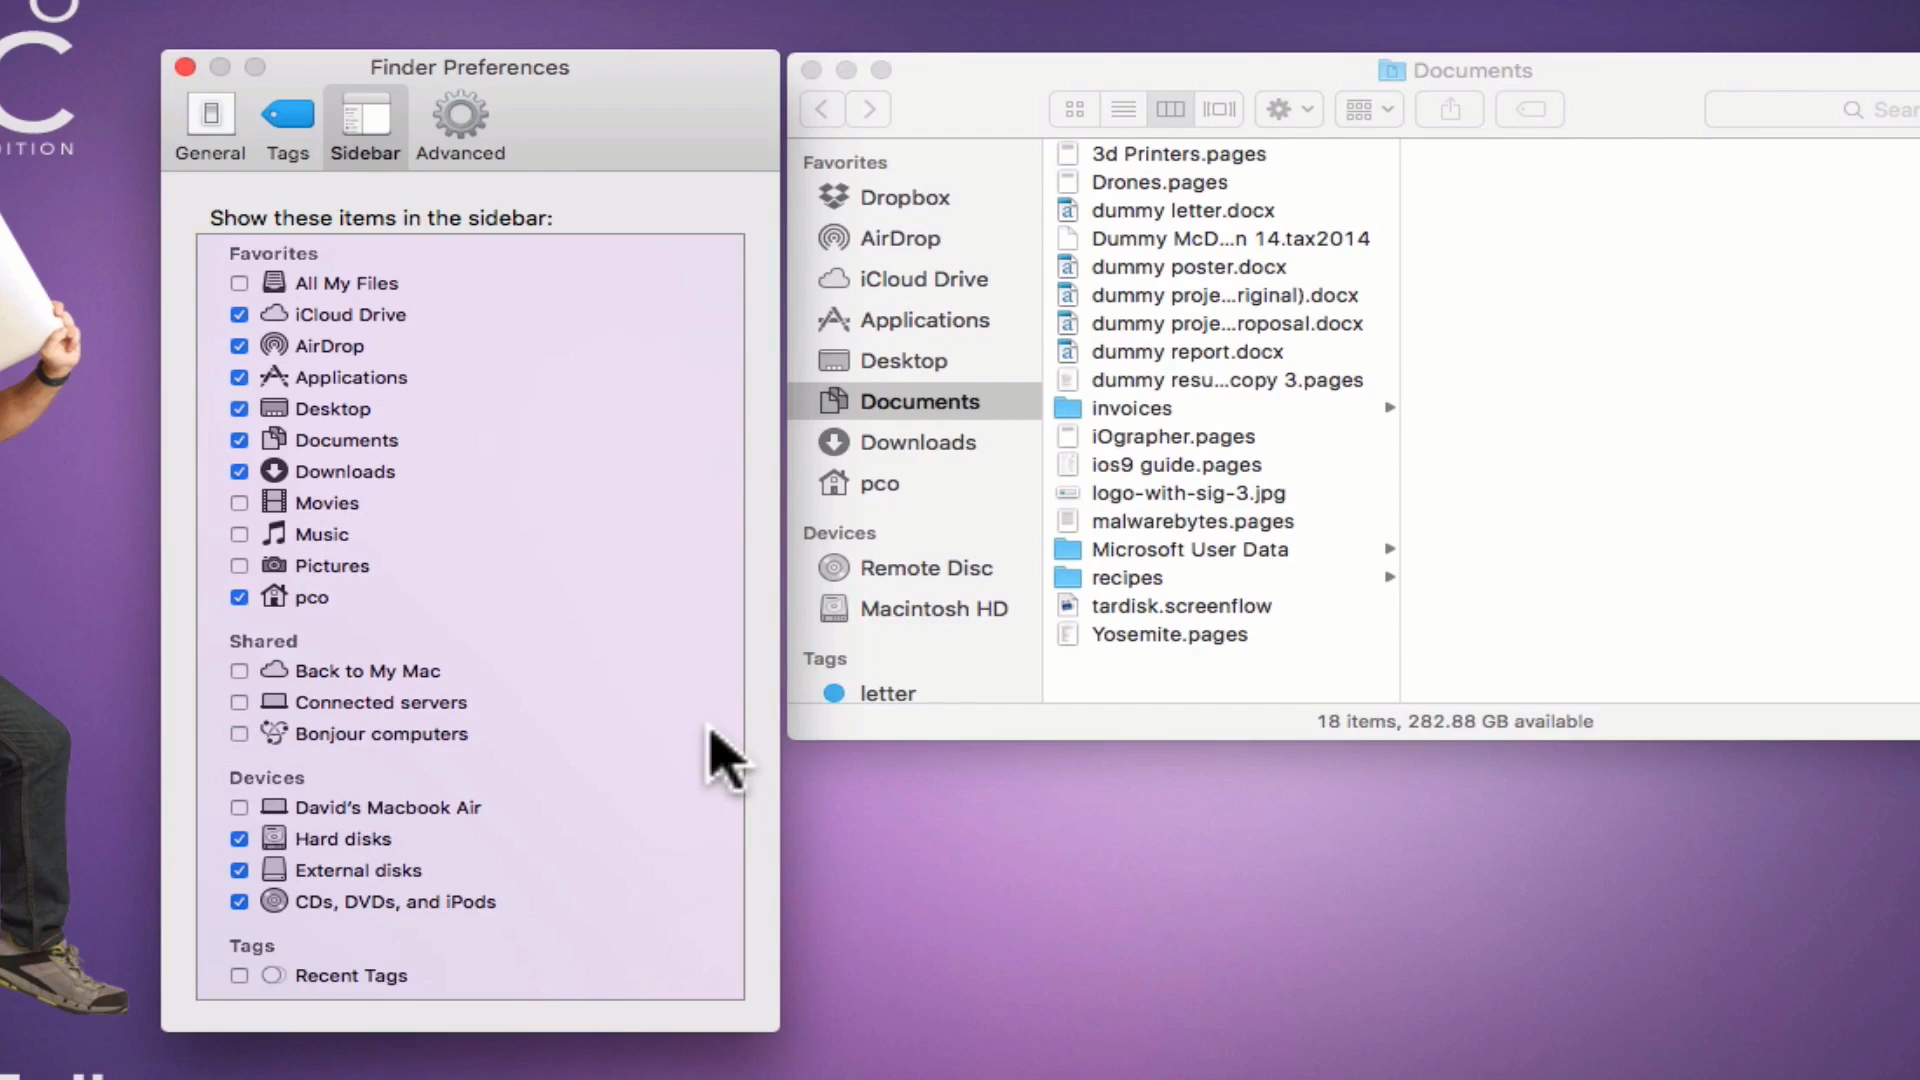 C
ITION
Finder Preferences
General
Tags
Sidebar
Advanced
Show these items in the sidebar:
Favorites
All My Files
iCloud Drive
AirDrop
Applications
Desktop
Documents
Downloads
Movies
Music
Pictures
pco
Shared
Back to My Mac
Connected servers
Bonjour computers
Devices
David's Macbook Air
Hard disks
External disks
CDs, DVDs, and iPods
Tags
Recent Tags
Documents
Sear
Favorites
Dropbox
AirDrop
iCloud Drive
Applications
Desktop
Documents
Downloads
pco
Devices
Remote Disc
Macintosh HD
Tags
letter
3d Printers.pages
Drones.pages
dummy letter.docx
Dummy McD...n 14.tax2014
dummy poster.docx
dummy proje...riginal).docx
dummy proje...roposal.docx
dummy report.docx
dummy resu...copy 3.pages
invoices
iOgrapher.pages
ios9 guide.pages
logo-with-sig-3.jpg
malwarebytes.pages
Microsoft User Data
recipes
tardisk.screenflow
Yosemite.pages
18 items, 282.88 GB available